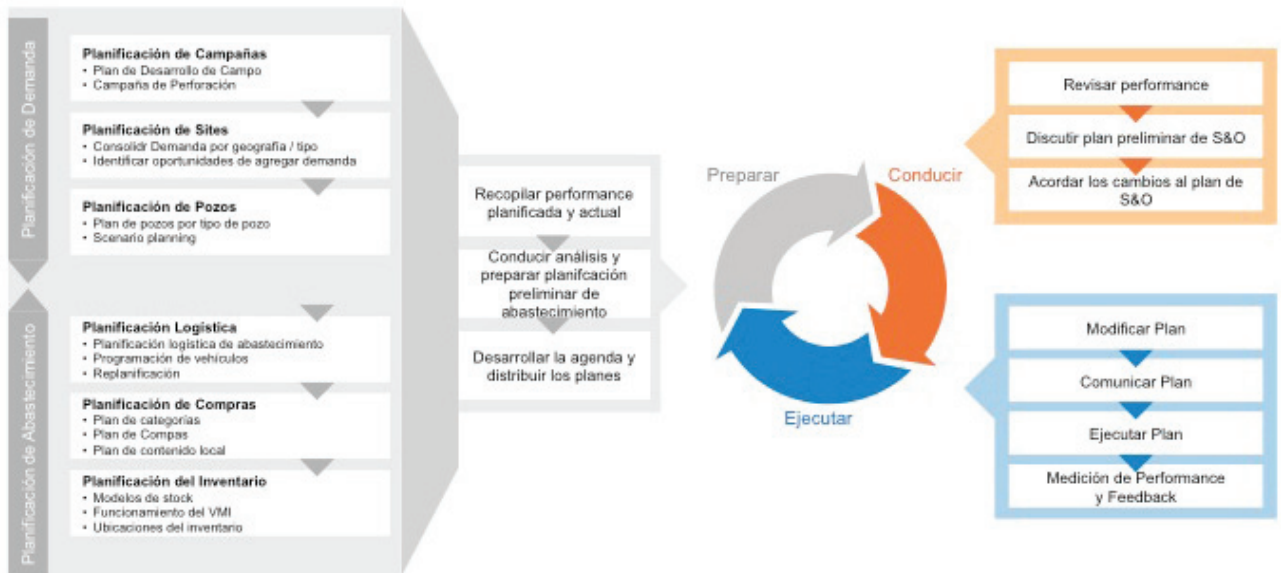 Planificación de Demanda
Planificación de Campañas
• Plan de Desarrollo de Campo
• Campaña de Perforación
Planificación de Sites
• Consolidr Demanda por geografía / tipo
• Identificar oportunidades de agregar demanda
Planificación de Pozos
• Plan de pozos por tipo de pozo
• Scenario planning
Planificación de Abastecimiento
Planificación Logística
• Planificación logística de abastecimiento
• Programación de vehículos
• Replanificación
Planificación de Compras
• Plan de categorías
• Plan de Compas
• Plan de contenido local
Planificación del Inventario
• Modelos de stock
• Funcionamiento del VMI
• Ubicaciones del inventario
Recopilar performance
planificada y actual
Conducir análisis y
preparar planifcación
preliminar de
abastecimiento
Desarrollar la agenda y
distribuir los planes
Preparar
Conducir
Ejecutar
Revisar performance
Discutir plan preliminar de S&O
Acordar los cambios al plan de
S&O
Modificar Plan
Comunicar Plan
Ejecutar Plan
Medición de Performance
y Feedback